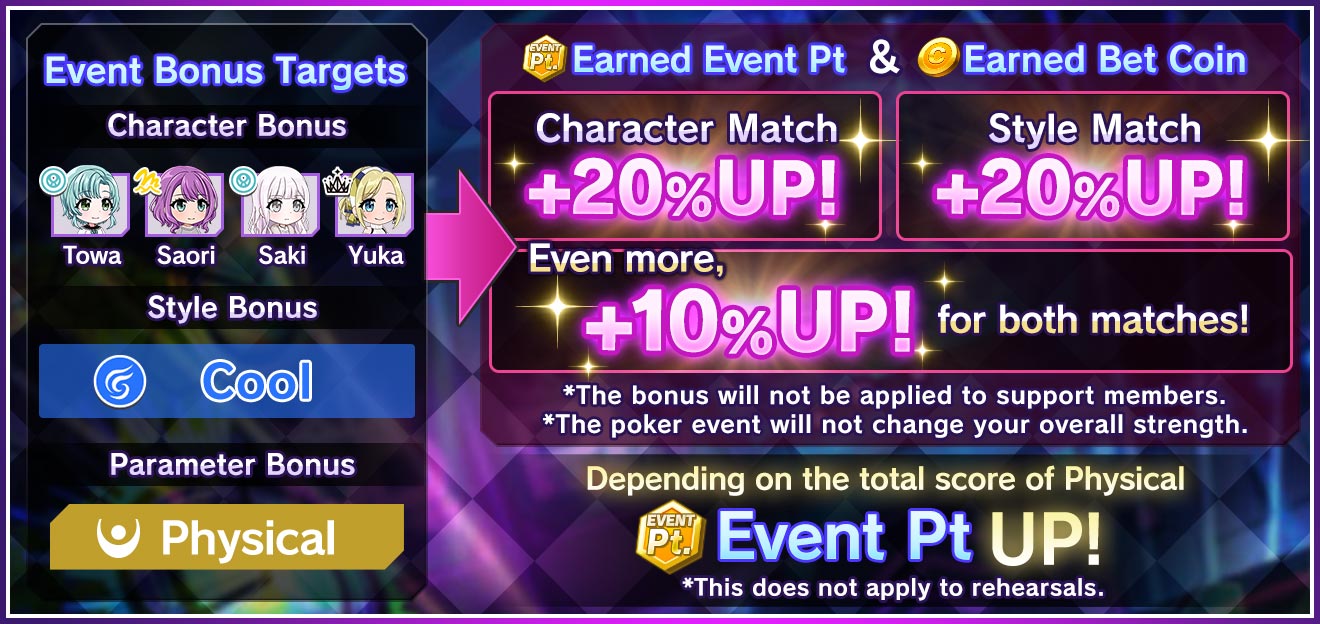 Event Bonus Targets
Character Bonus
Towa Saori Saki Yuka
Style Bonus
Cool
Parameter Bonus
Physical
EVENT Pt. Earned Event Pt & C Earned Bet Coin
Character Match
+20%UP!
Style Match
+20%UP!
Even more,
+10%UP! for both matches!
*The bonus will not be applied to support members.
*The poker event will not change your overall strength.
Depending on the total score of Physical
EVENT Pt. Event Pt UP!
*This does not apply to rehearsals.